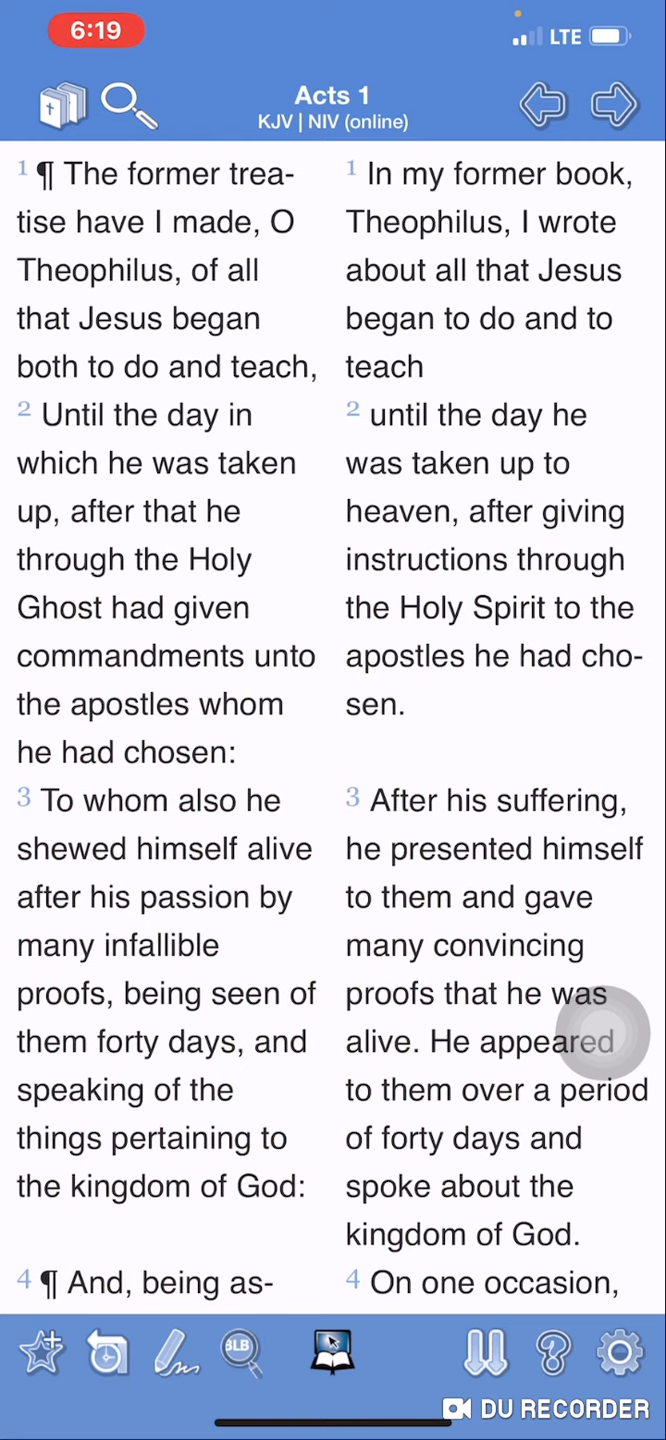 6:19
LTE
Acts 1
KJV | NIV (online)
1 ¶ The former trea-
tise have I made, O
Theophilus, of all
that Jesus began
both to do and teach,
2 Until the day in
which he was taken
up, after that he
through the Holy
Ghost had given
commandments unto
the apostles whom
he had chosen:
3 To whom also he
shewed himself alive
after his passion by
many infallible
proofs, being seen of
them forty days, and
speaking of the
things pertaining to
the kingdom of God:
4 ¶ And, being as-
1 In my former book,
Theophilus, I wrote
about all that Jesus
began to do and to
teach
2 until the day he
was taken up to
heaven, after giving
instructions through
the Holy Spirit to the
apostles he had cho-
sen.
3 After his suffering,
he presented himself
to them and gave
many convincing
proofs that he was
alive. He appeared
to them over a period
of forty days and
spoke about the
kingdom of God.
4 On one occasion,
BLB
DU RECORDER